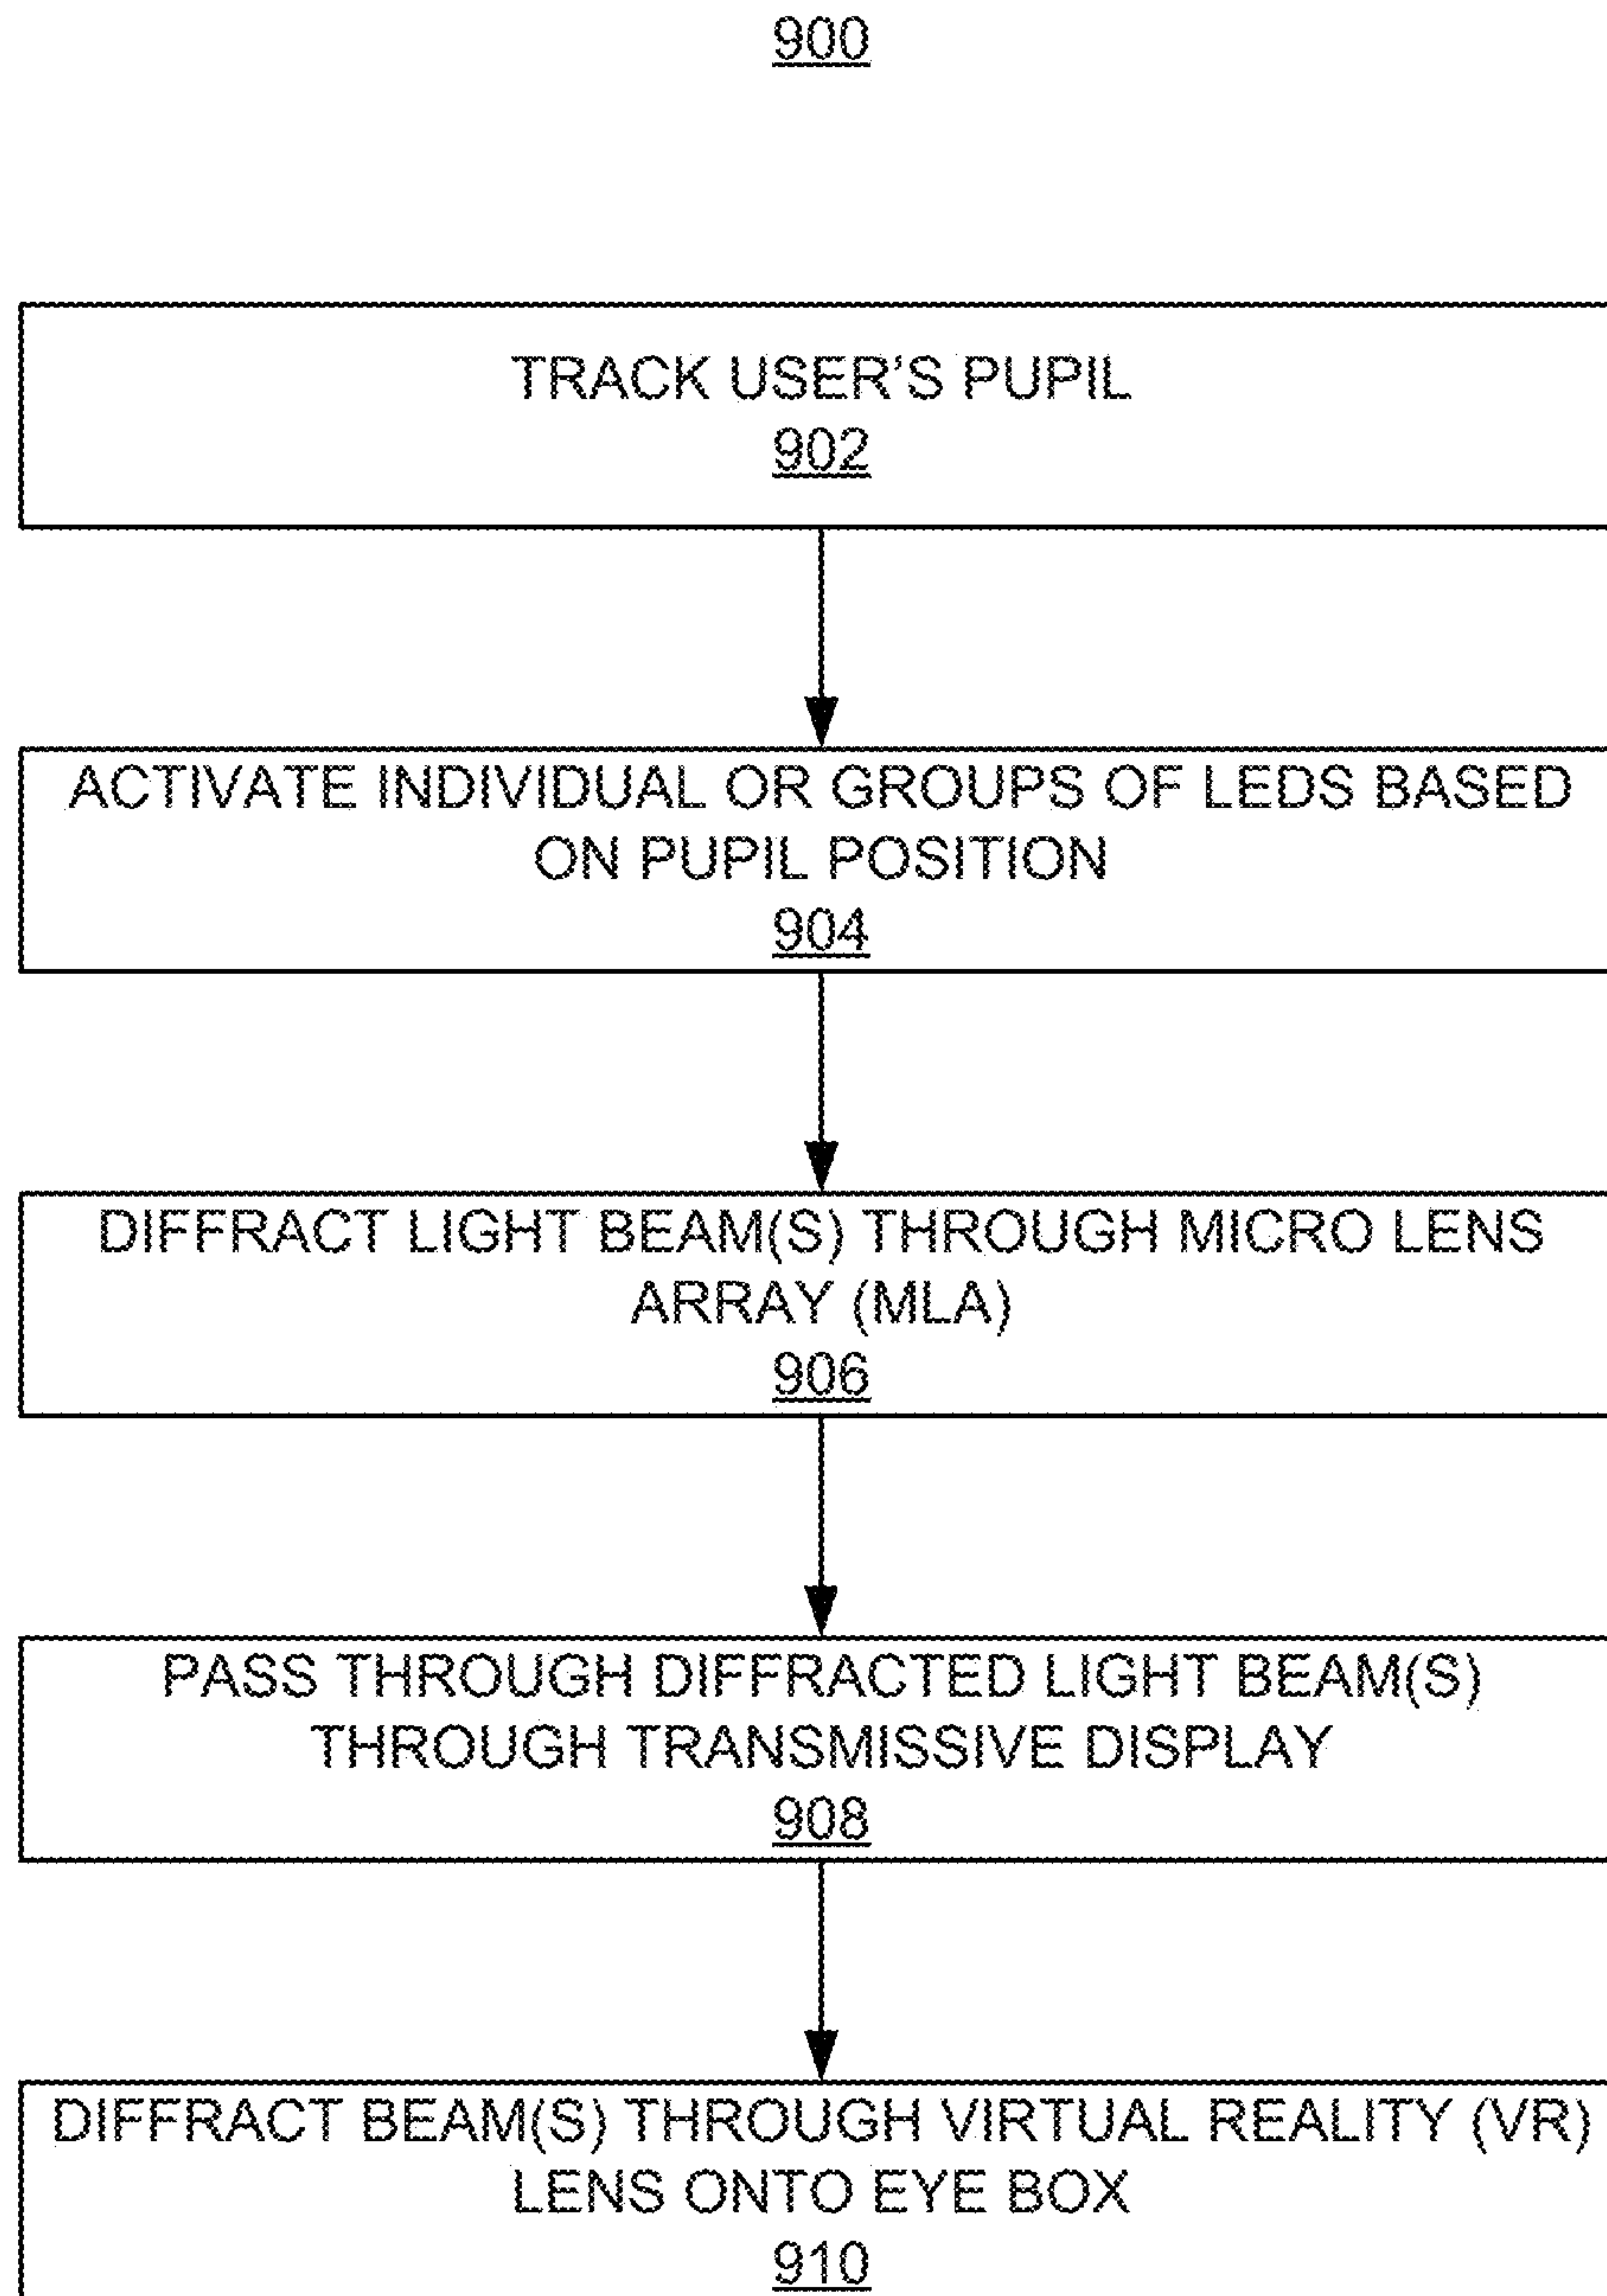 900
TRACK USER'S PUPIL
902
ACTIVATE INDIVIDUAL OR GROUPS OF LEDS BASED
ON PUPIL POSITION
904
DIFFRACT LIGHT BEAM(S) THROUGH MICRO LENS
ARRAY (MLA)
906
PASS THROUGH DIFFRACTED LIGHT BEAM(S)
THROUGH TRANSMISSIVE DISPLAY
908
DIFFRACT BEAM(S) THROUGH VIRTUAL REALITY (VR)
LENS ONTO EYE BOX
910